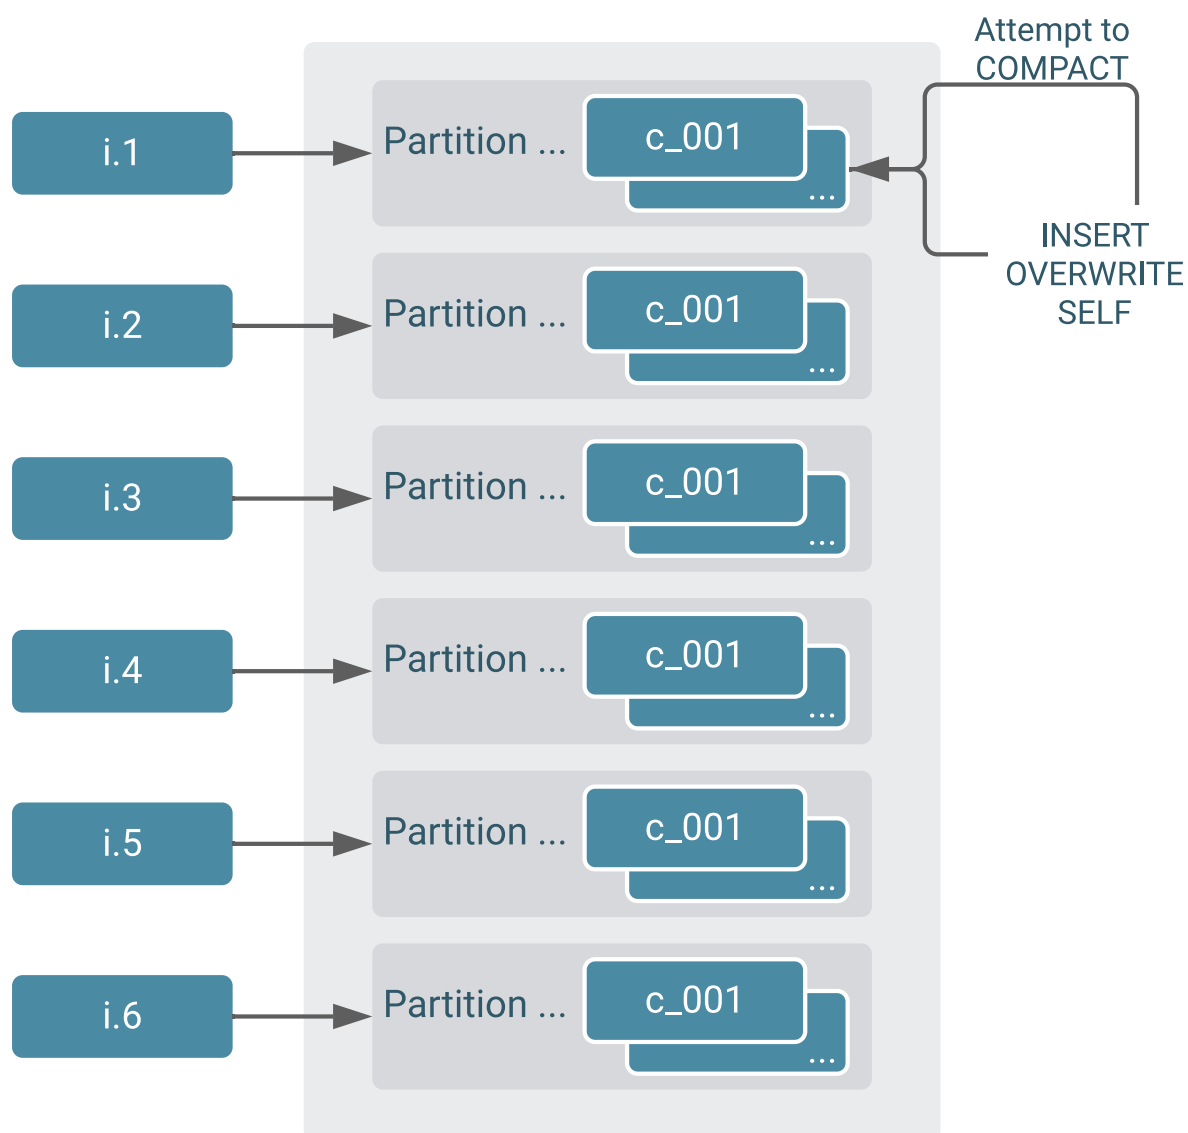 Attempt to
COMPACT
i.1
Partition ...
c_001
...
INSERT
OVERWRITE
SELF
i.2
Partition ...
c_001
...
i.3
Partition ...
c_001
...
i.4
Partition ...
c_001
...
i.5
Partition ...
c_001
...
i.6
Partition ...
c_001
...